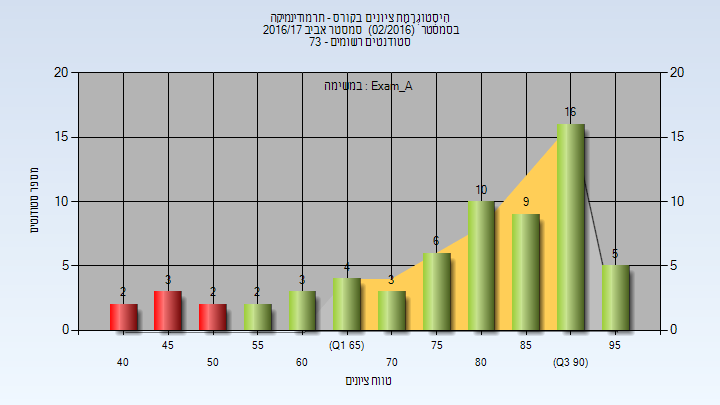 היסטוגרמת ציונים בקורס - תרמודינמיקה
בסמסטר (02/2016) סמסטר אביב 2016/17
סטודנטים רשומים - 73
במשימה : Exam_A
20 20
15 15
10 10
5 5
0 0
מספר סטודנטים
2 3 2 2 3 4 3 6 10 9 16 5
45 55 (Q1 65) 75 85 95
40 50 60 70 80 (Q3 90)
טווח ציונים